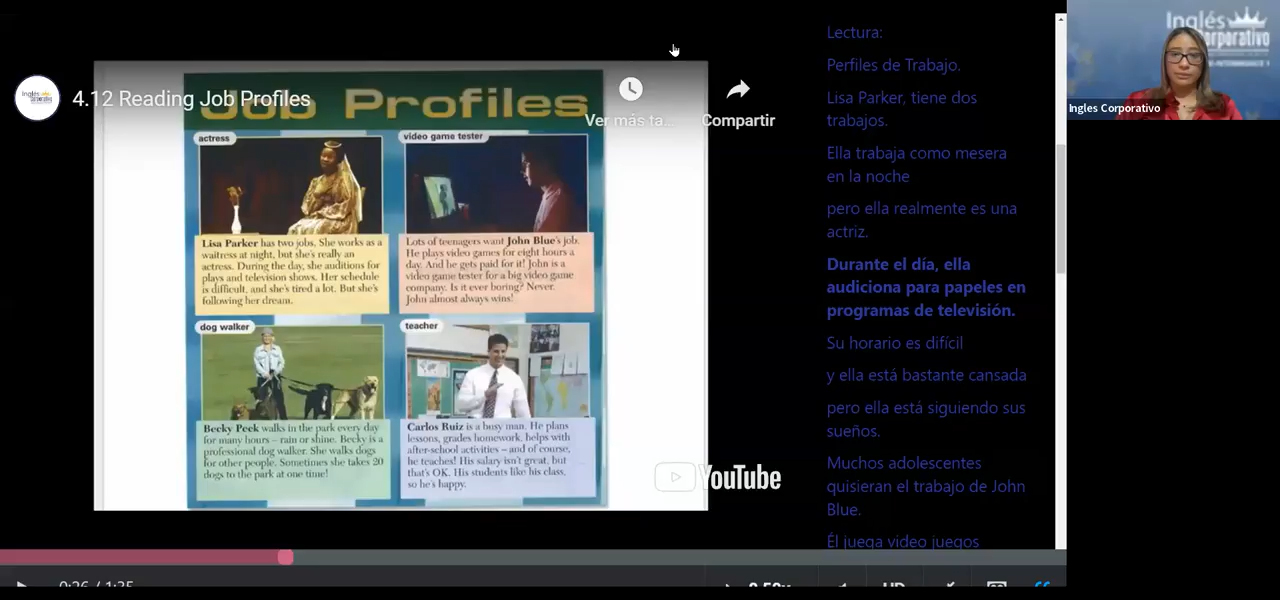 4.12 Reading Job Profiles
Job Profiles
Ver más ta...
Compartir
actress
Lisa Parker has two jobs. She works as a
waitress at night, but she's really an
actress. During the day, she auditions for
plays and television shows. Her schedule
is difficult, and she's tired a lot. But she's
following her dream.
video game tester
Lots of teenagers want John Blue's job.
He plays video games for eight hours a
day. And he gets paid for it! John is a
video game tester for a big video game
company. Is it ever boring? Never.
John almost always wins!
dog walker
Becky Peek walks in the park every day
for many hours – rain or shine. Becky is a
professional dog walker. She walks dogs
for other people. Sometimes she takes 20
dogs to the park at one time!
teacher
Carlos Ruiz is a busy man. He plans
lessons, grades homework, helps with
after-school activities – and of course,
he teaches! His salary isn't great, but
that's OK. His students like his class,
so he's happy.
YouTube
0:26 / 1:35
HD
Lectura:
Perfiles de Trabajo.
Lisa Parker, tiene dos
trabajos.
Ella trabaja como mesera
en la noche
pero ella realmente es una
actriz.
Durante el día, ella
audiciona para papeles en
programas de televisión.
Su horario es difícil
y ella está bastante cansada
pero ella está siguiendo sus
sueños.
Muchos adolescentes
quisieran el trabajo de John
Blue.
Él juega video juegos
Inglés
Corporativo
Ingles Corporativo